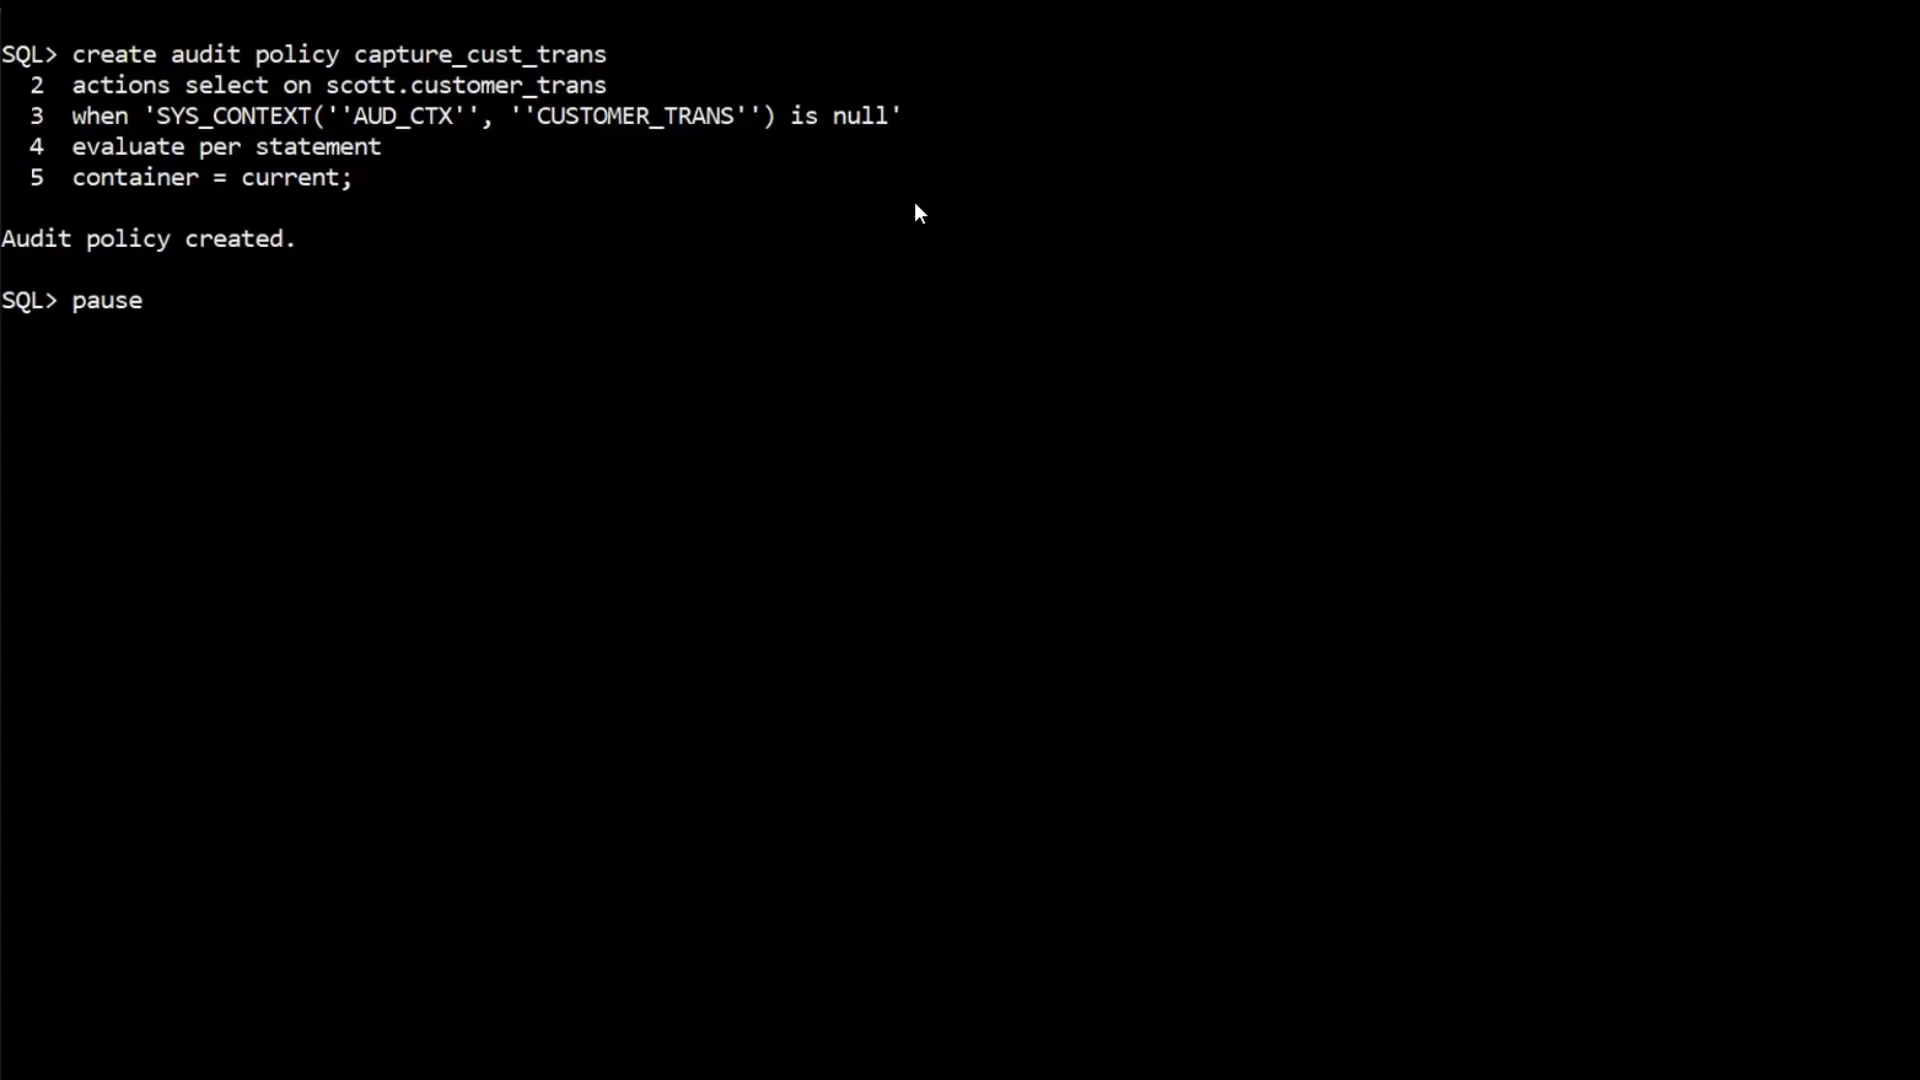 SQL> create audit policy capture_cust_trans
2 actions select on scott.customer_trans
3 when 'SYS_CONTEXT(''AUD_CTX'', ''CUSTOMER_TRANS'') is null'
4 evaluate per statement
5 container = current;
Audit policy created.
SQL> pause